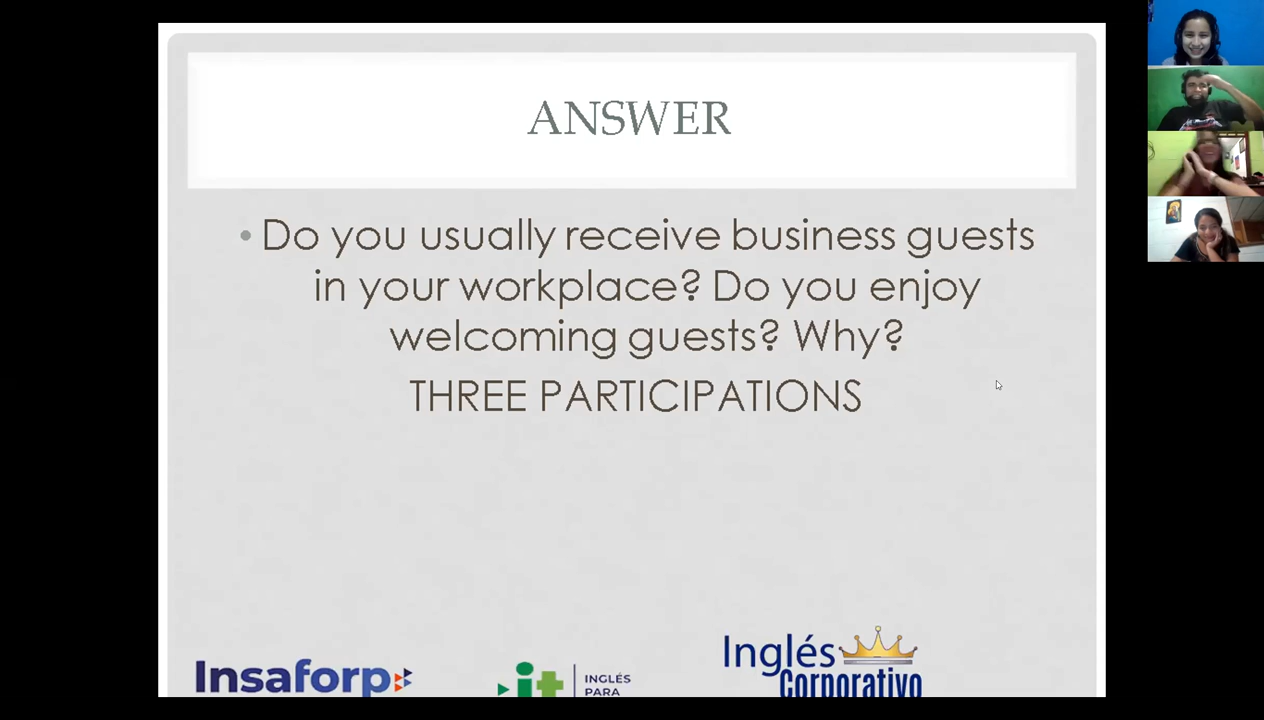 ANSWER
• Do you usually receive business guests
in your workplace? Do you enjoy
welcoming guests? Why?
THREE PARTICIPATIONS
Insaforp
it
INGLÉS
PARA
Inglés
Corporativo